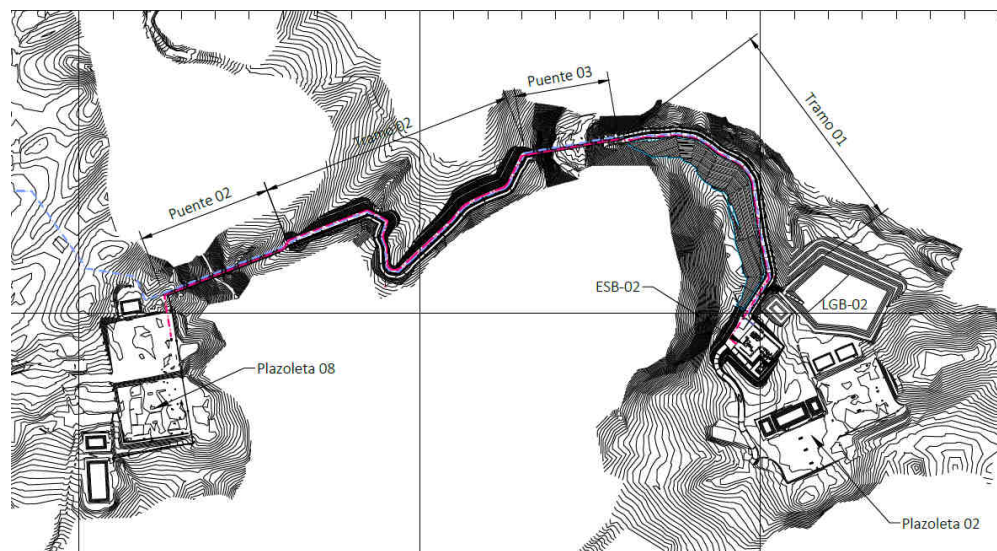 Puente 03
Tramo 01
Tramo 02
Puente 02
ESB-02
LGB-02
Plazoleta 08
Plazoleta 02